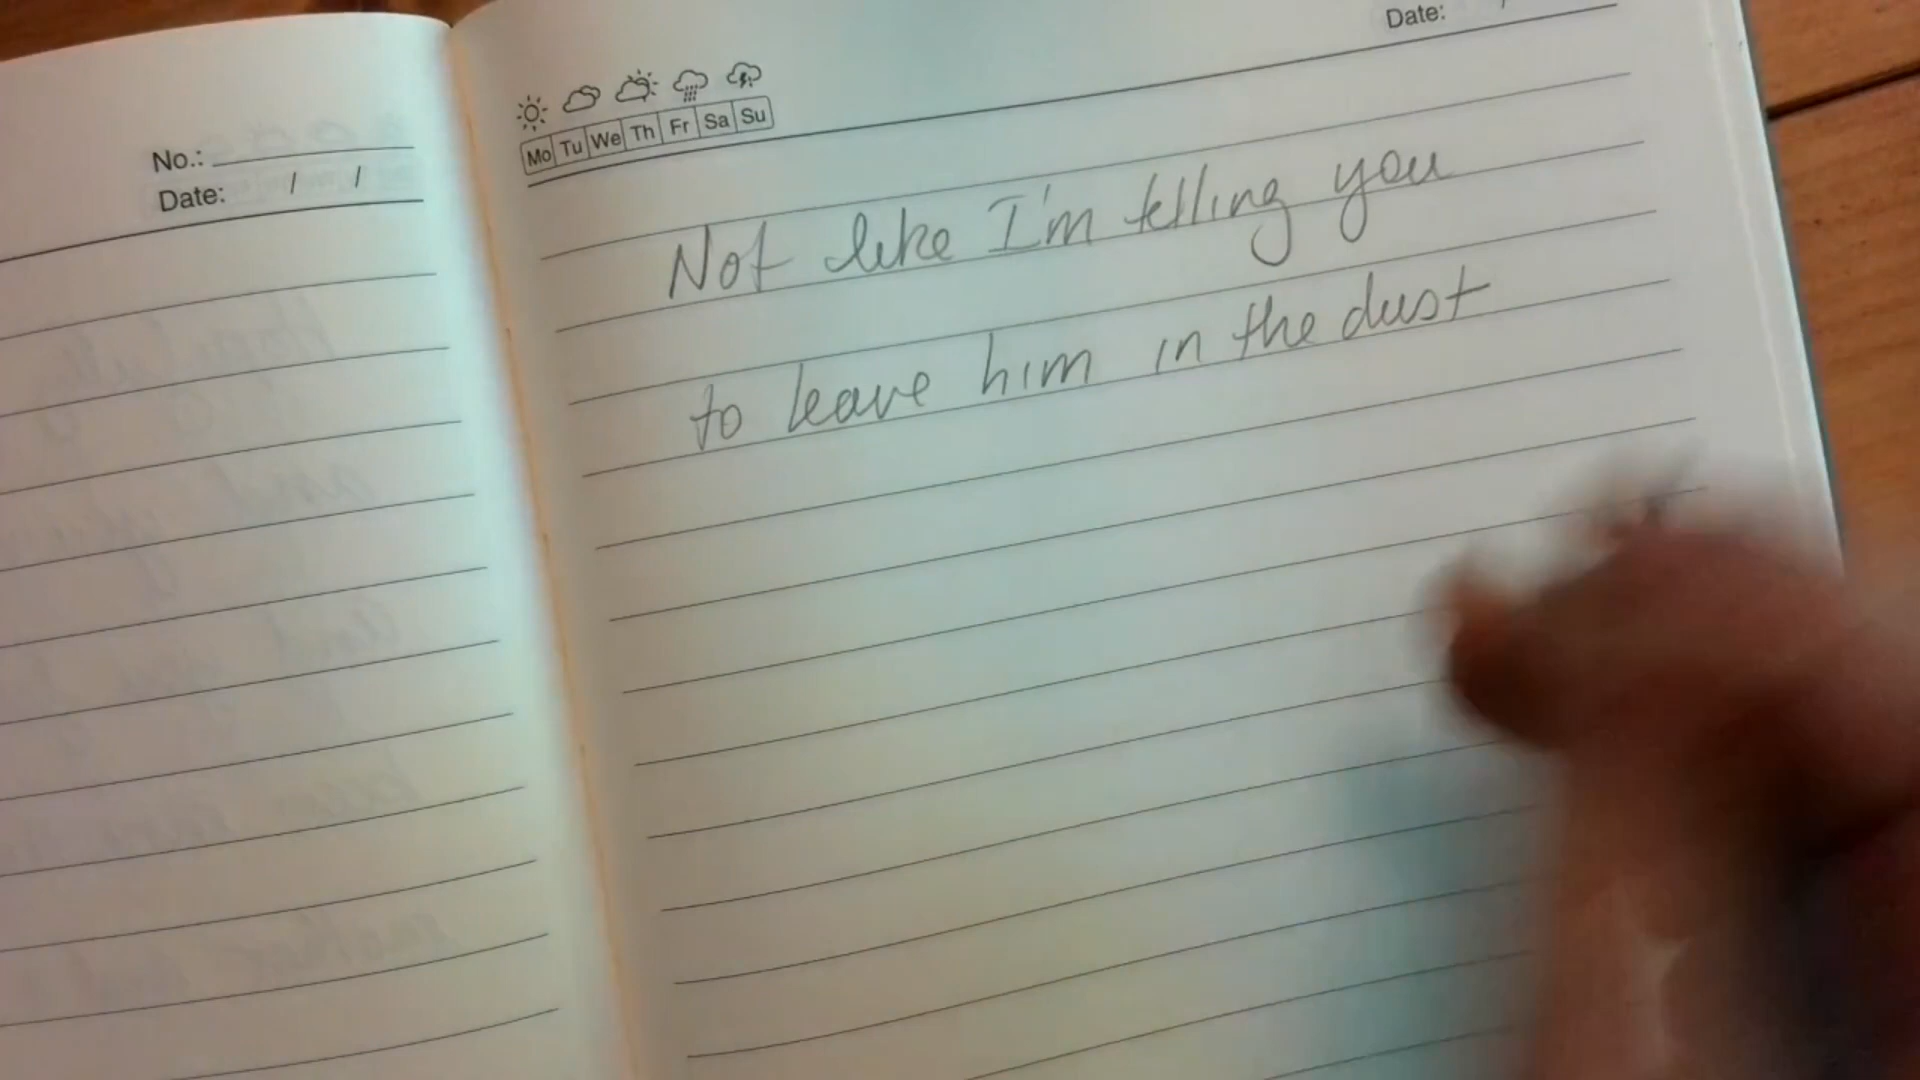 No.:
Date: / /
Date: /
Mo Tu We Th Fr Sa Su
Not like I'm telling you
to leave him in the dust